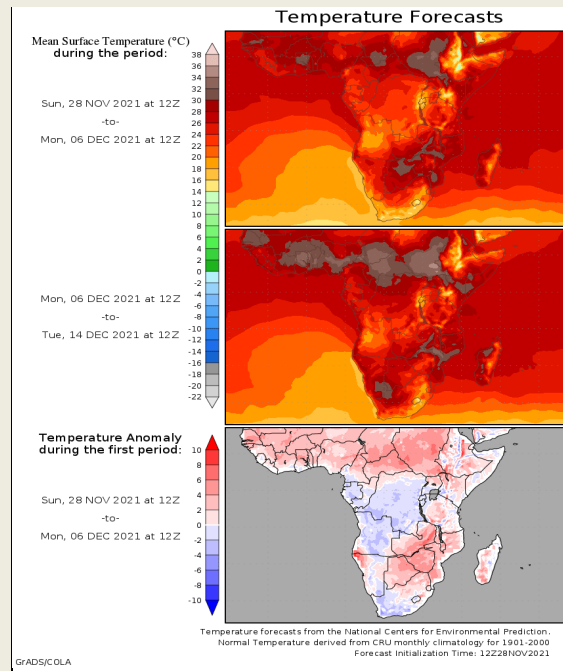 Temperature Forecasts
Mean Surface Temperature (°C)
during the period:
Sun, 28 NOV 2021 at 12Z
-to-
Mon, 06 DEC 2021 at 12Z
38
36
34
32
30
28
26
24
22
20
18
16
14
12
10
8
6
4
2
0
-2
-4
-6
-8
-10
-12
-14
-16
-18
-20
-22
Mon, 06 DEC 2021 at 12Z
-to-
Tue, 14 DEC 2021 at 12Z
Temperature Anomaly
during the first period:
Sun, 28 NOV 2021 at 12Z
-to-
Mon, 06 DEC 2021 at 12Z
10
8
6
4
2
0
-2
-4
-6
-8
-10
Temperature forecasts from the National Centers for Environmental Prediction.
Normal Temperature derived from CRU monthly climatology for 1901-2000
Forecast Initialization Time: 12Z28NOV2021
GrADS/COLA